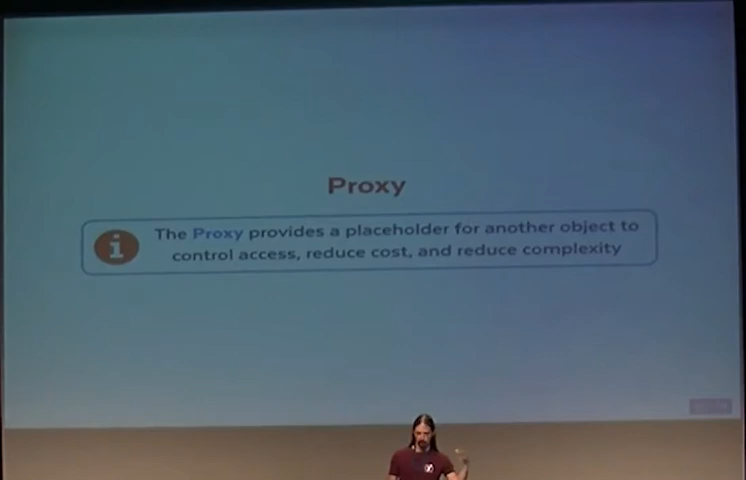 Proxy
The Proxy provides a placeholder for another object to
control access, reduce cost, and reduce complexity